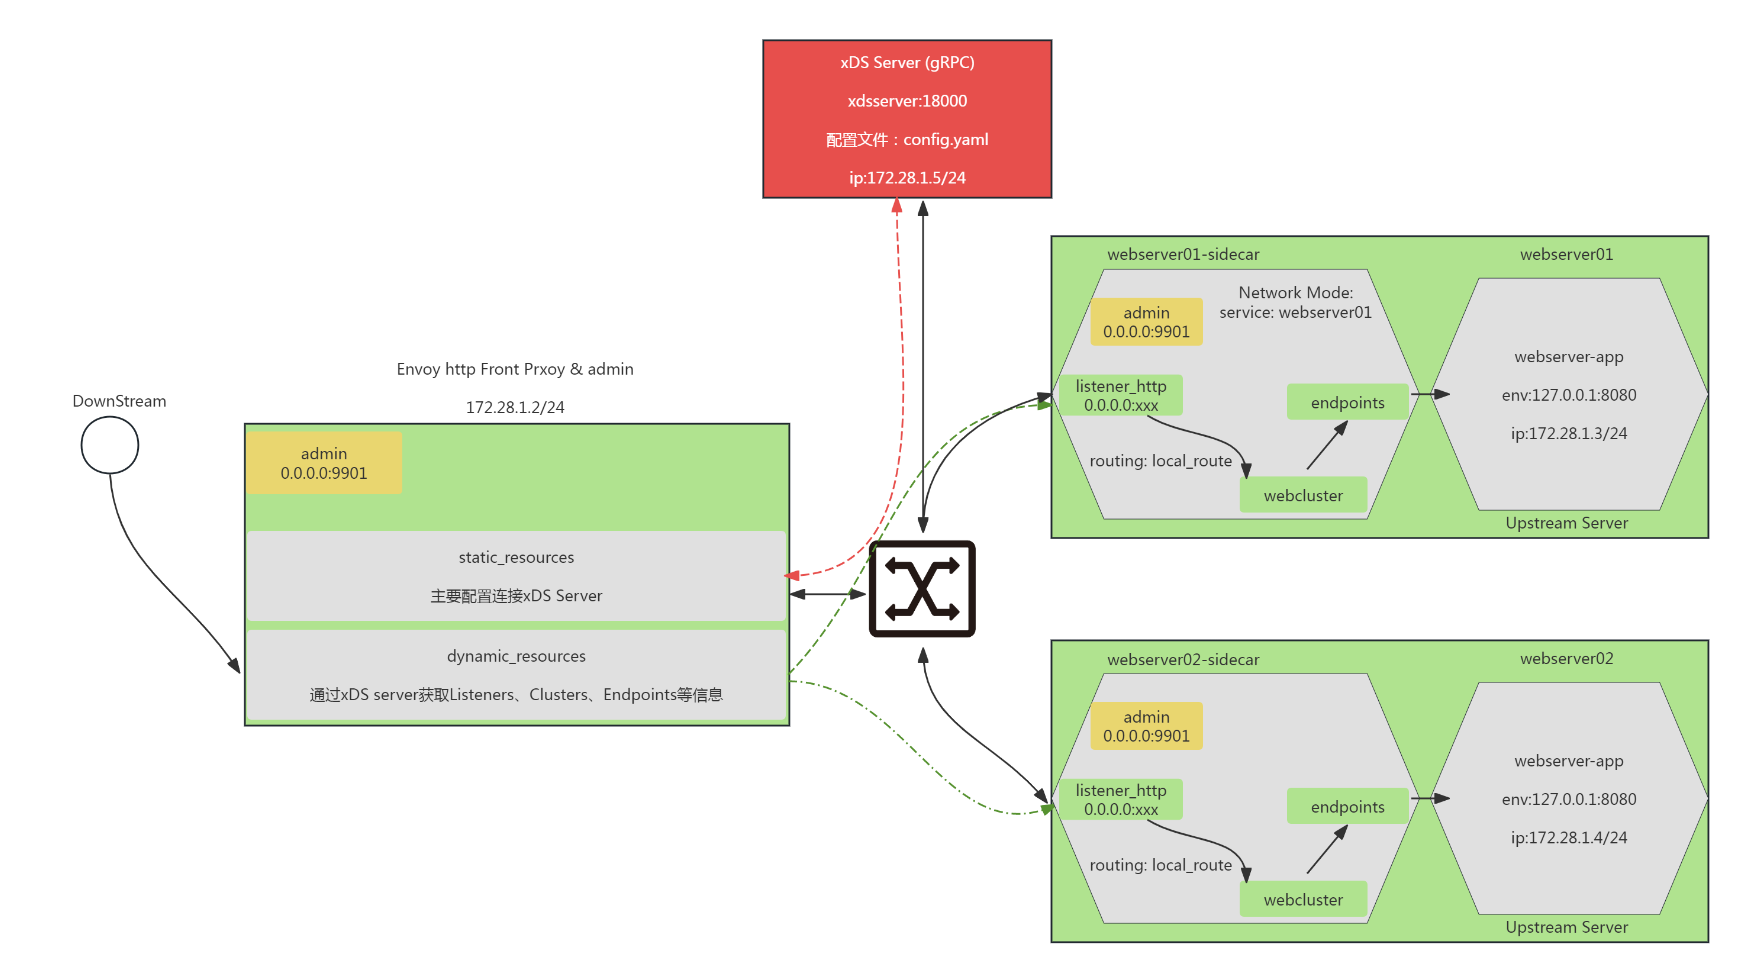 xDS Server (gRPC)
xdsserver:18000
配置文件：config.yaml
ip:172.28.1.5/24
DownStream
Envoy http Front Prxoy & admin
172.28.1.2/24
admin
0.0.0.0:9901
static_resources
主要配置连接xDS Server
dynamic_resources
通过xDS server获取Listeners、Clusters、Endpoints等信息
webserver01-sidecar
Network Mode:
service: webserver01
admin
0.0.0.0:9901
listener_http
0.0.0.0:xxx
routing: local_route
webcluster
endpoints
webserver01
webserver-app
env:127.0.0.1:8080
ip:172.28.1.3/24
Upstream Server
webserver02-sidecar
admin
0.0.0.0:9901
listener_http
0.0.0.0:xxx
routing: local_route
webcluster
endpoints
webserver02
webserver-app
env:127.0.0.1:8080
ip:172.28.1.4/24
Upstream Server